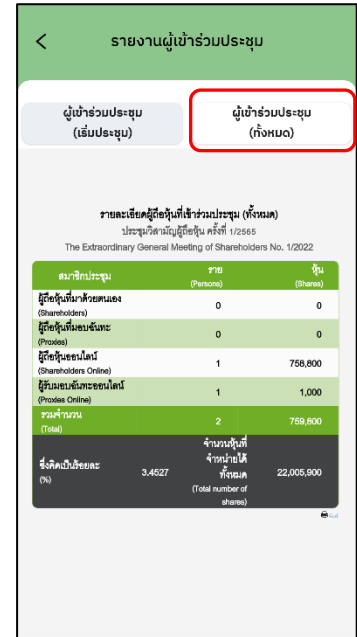 รายงานผู้เข้าร่วมประชุม
ผู้เข้าร่วมประชุม
(เริ่มประชุม)
ผู้เข้าร่วมประชุม
(ทั้งหมด)
รายละเอียดผู้ถือหุ้นที่เข้าร่วมประชุม (ทั้งหมด)
ประชุมวิสามัญผู้ถือหุ้น ครั้งที่ 1/2565
The Extraordinary General Meeting of Shareholders No. 1/2022
สมาชิกประชุม ราย หุ้น
(Persons) (Shares)
ผู้ถือหุ้นที่มาด้วยตนเอง 0 0
(Shareholders)
ผู้ถือหุ้นที่มอบฉันทะ 0 0
(Proxies)
ผู้ถือหุ้นออนไลน์ 1 758,800
(Shareholders Online)
ผู้รับมอบฉันทะออนไลน์ 1 1,000
(Proxies Online)
รวมจำนวน 2 759,800
(Total)
ซึ่งคิดเป็นร้อยละ 3.4527
(%)
จำนวนหุ้นที่
จำหน่ายได้
ทั้งหมด 22,005,900
(Total number of
shares)